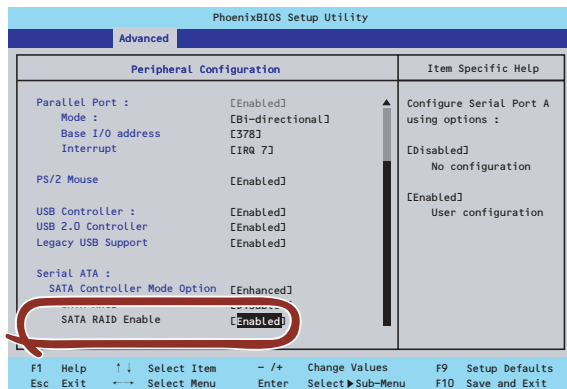 PhoenixBIOS Setup Utility
Advanced
Peripheral Configuration
Item Specific Help
Parallel Port : [Enabled]
Mode : [Bi-directional]
Base I/O address [378]
Interrupt [IRQ 7]
PS/2 Mouse [Enabled]
USB Controller : [Enabled]
USB 2.0 Controller [Enabled]
Legacy USB Support [Enabled]
Serial ATA :
SATA Controller Mode Option [Enhanced]
SATA RAID Enable [Enabled]
Configure Serial Port A
using options :
[Disabled]
No configuration
[Enabled]
User configuration
F1 Help ↑↓ Select Item - /+ Change Values F9 Setup Defaults
Esc Exit ←→ Select Menu Enter Select ▶ Sub-Menu F10 Save and Exit